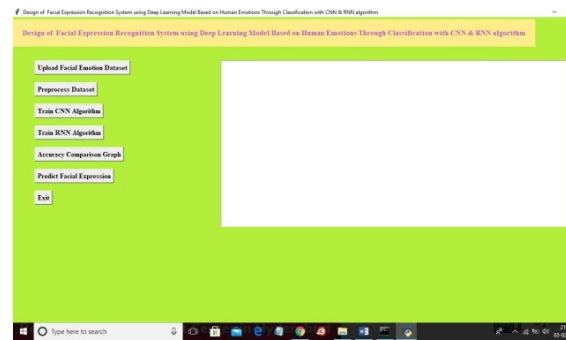 Design of Facial Expression Recognition System using Deep Learning Model Based on Human Emotions Through Classification with CNN & RNN algorithm
Design of Facial Expression Recognition System using Deep Learning Model Based on Human Emotions Through Classification with CNN & RNN algorithm
Upload Facial Emotion Dataset
Preprocess Dataset
Train CNN Algorithm
Train RNN Algorithm
Accuracy Comparison Graph
Predict Facial Expression
Exit
Type here to search